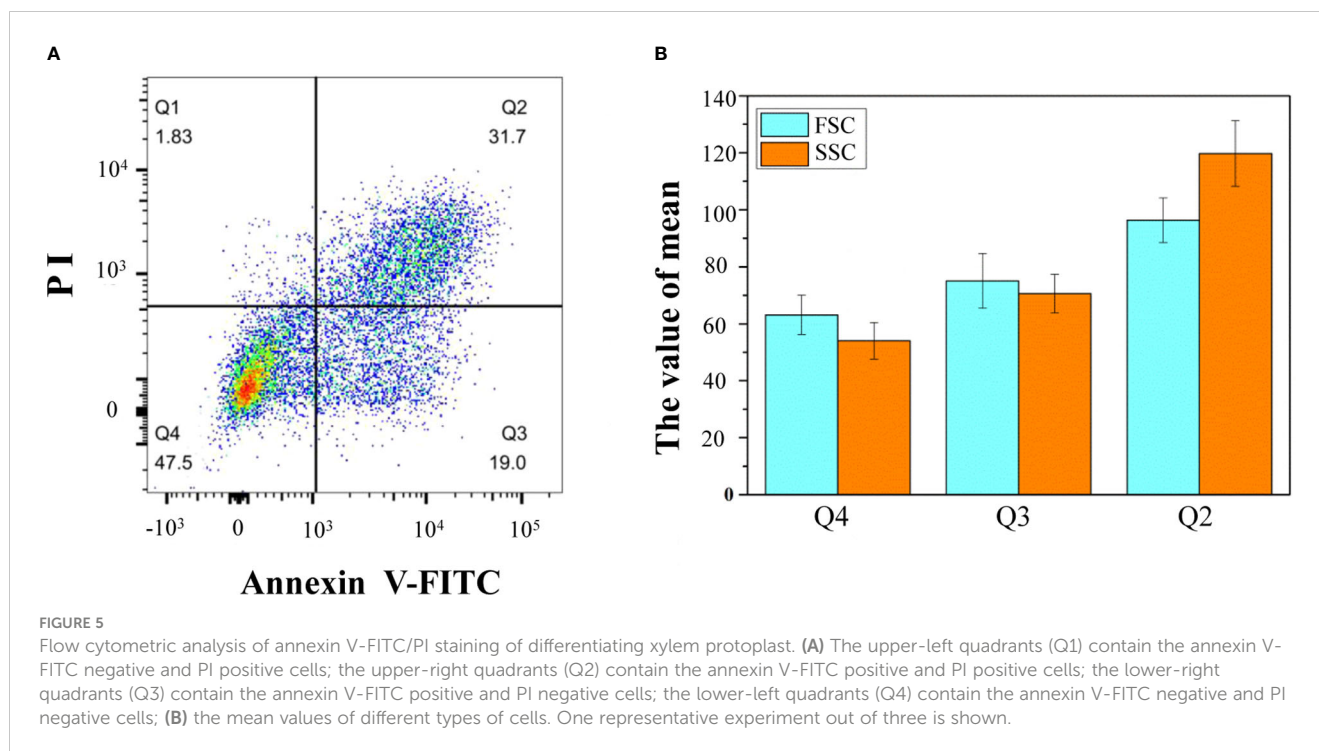 A
Q1
1.83
Q2
31.7
10⁴
10³
0
PI
Q4
47.5
Q3
19.0
-10³ 0 10³ 10⁴ 10⁵
Annexin V-FITC
B
140
120
100
80
60
40
20
0
The value of mean
FSC
SSC
Q4 Q3 Q2
FIGURE 5
Flow cytometric analysis of annexin V-FITC/PI staining of differentiating xylem protoplast. (A) The upper-left quadrants (Q1) contain the annexin V-
FITC negative and PI positive cells; the upper-right quadrants (Q2) contain the annexin V-FITC positive and PI positive cells; the lower-right
quadrants (Q3) contain the annexin V-FITC positive and PI negative cells; the lower-left quadrants (Q4) contain the annexin V-FITC negative and PI
negative cells; (B) the mean values of different types of cells. One representative experiment out of three is shown.